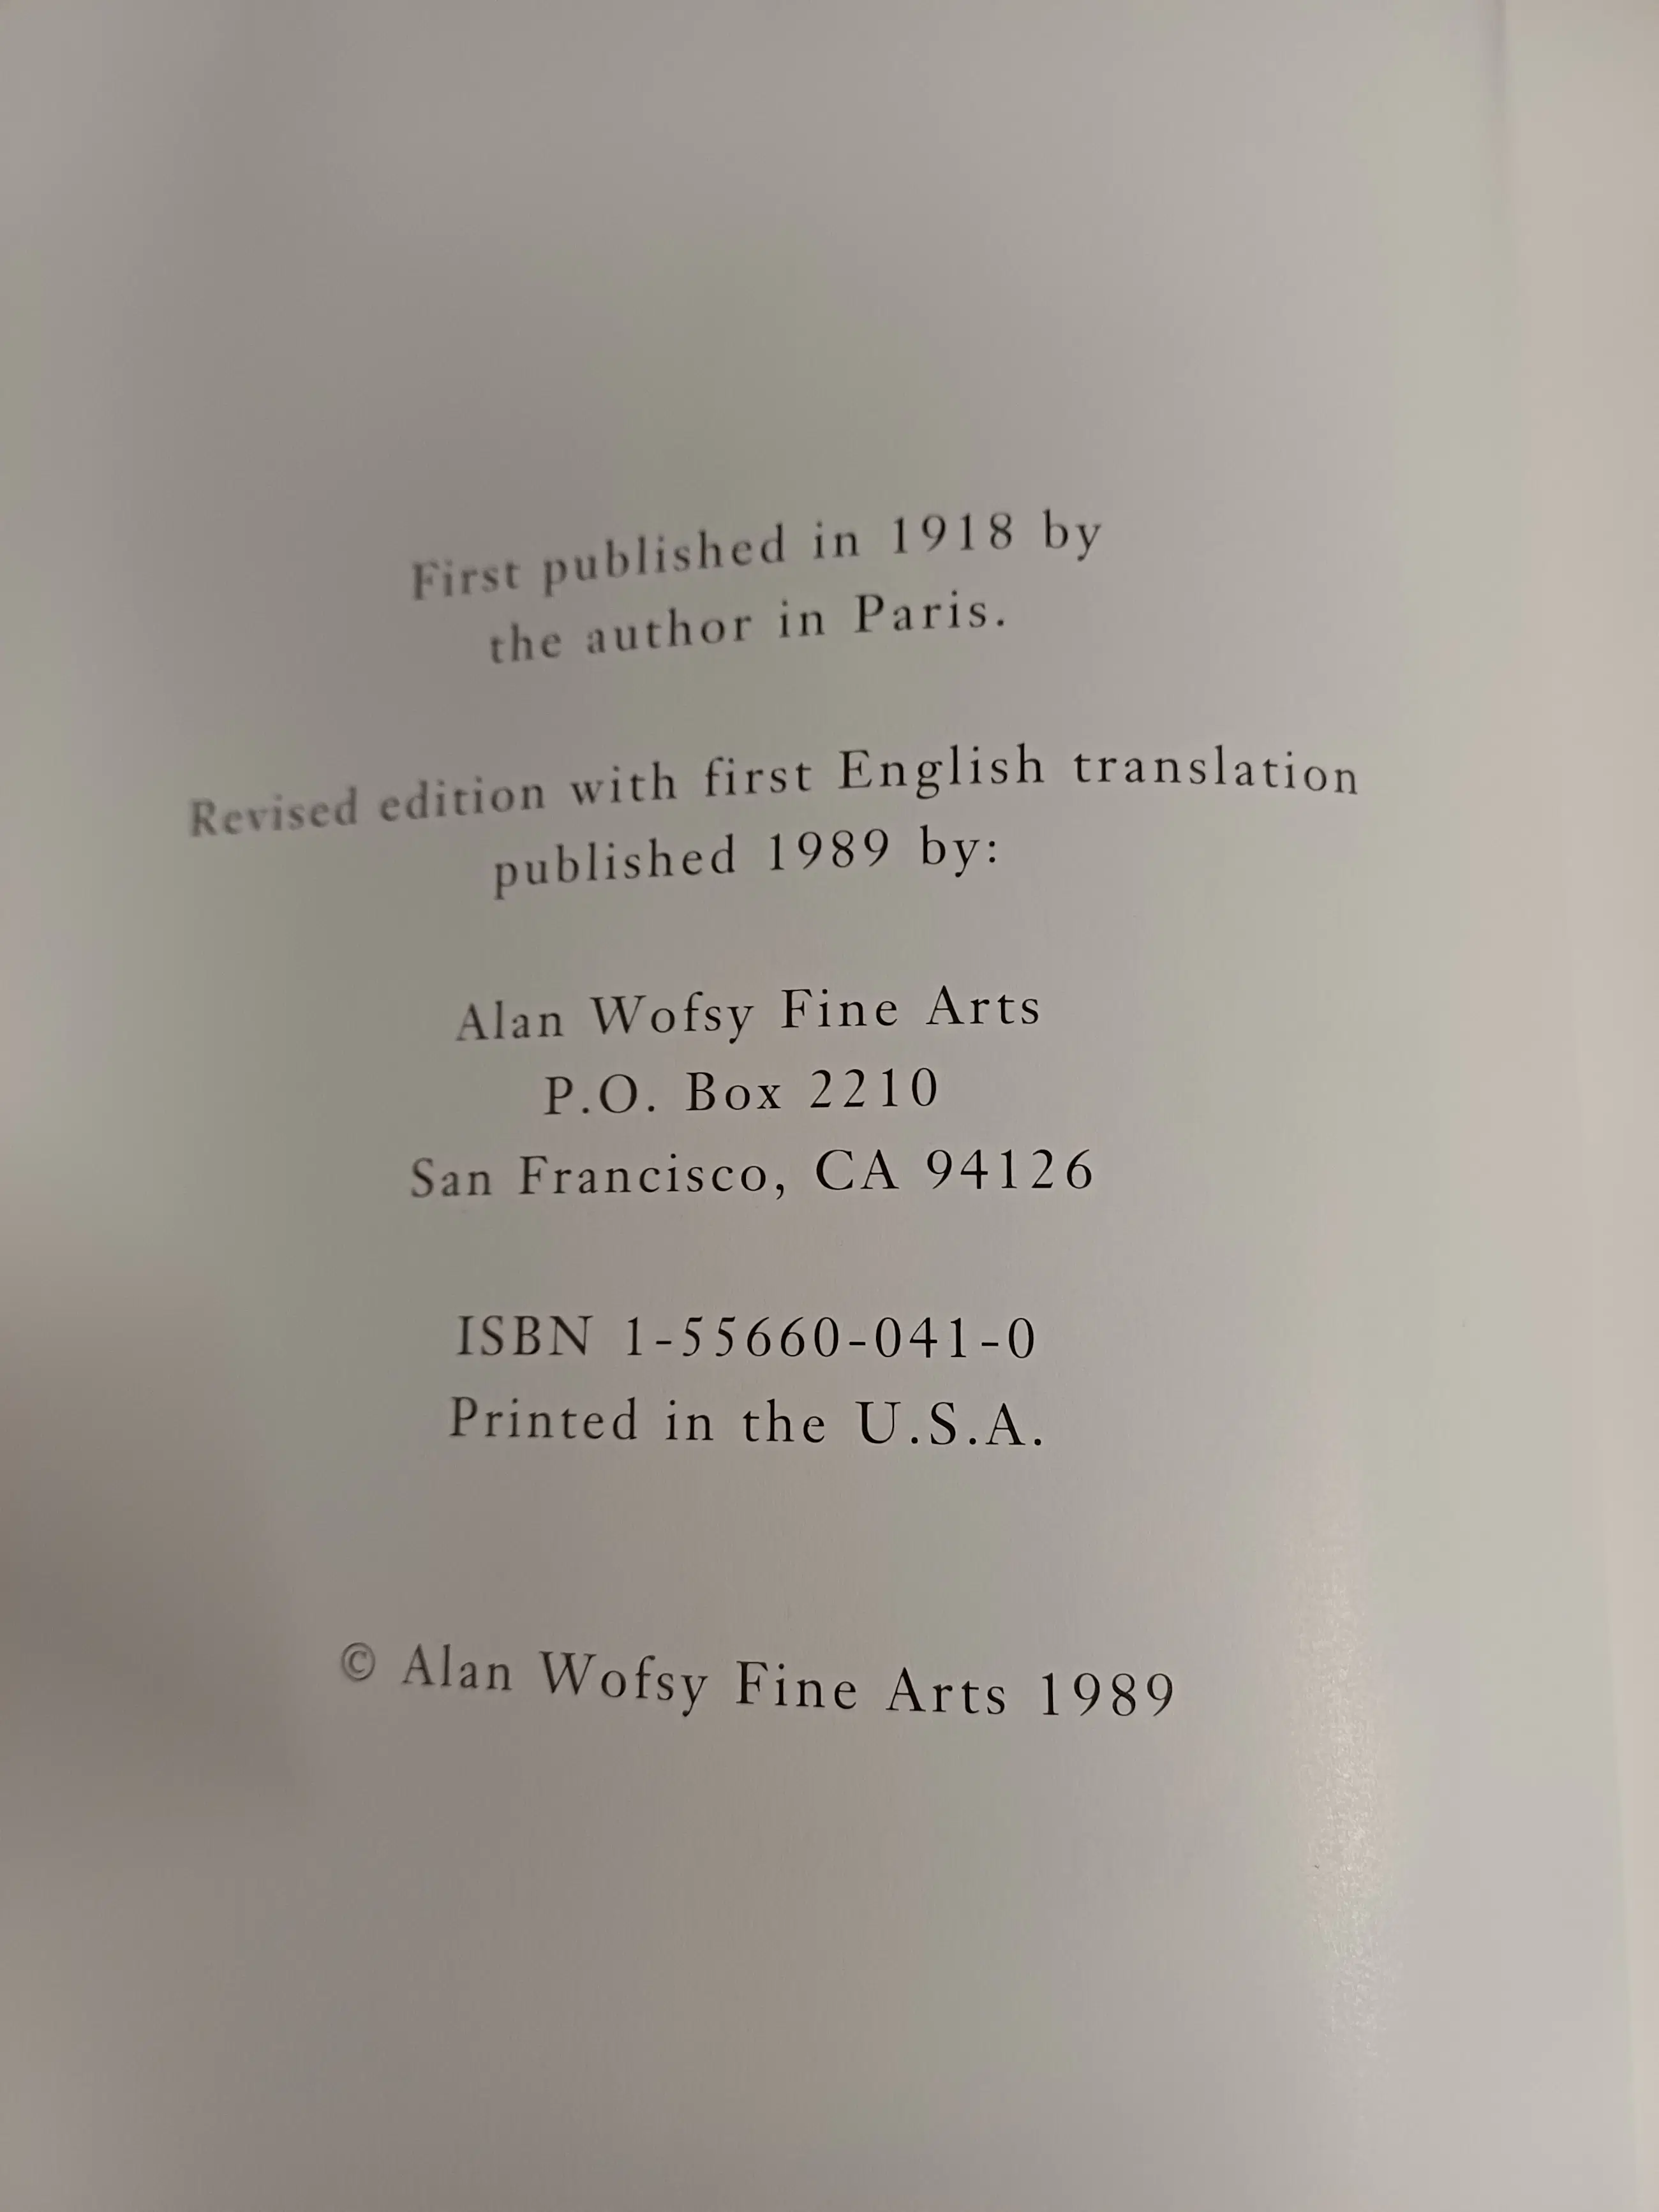 First published in 1918 by
the author in Paris.
Revised edition with first English translation
published 1989 by:
Alan Wofsy Fine Arts
P.O. Box 2210
San Francisco, CA 94126
ISBN 1-55660-041-0
Printed in the U.S.A.
© Alan Wofsy Fine Arts 1989